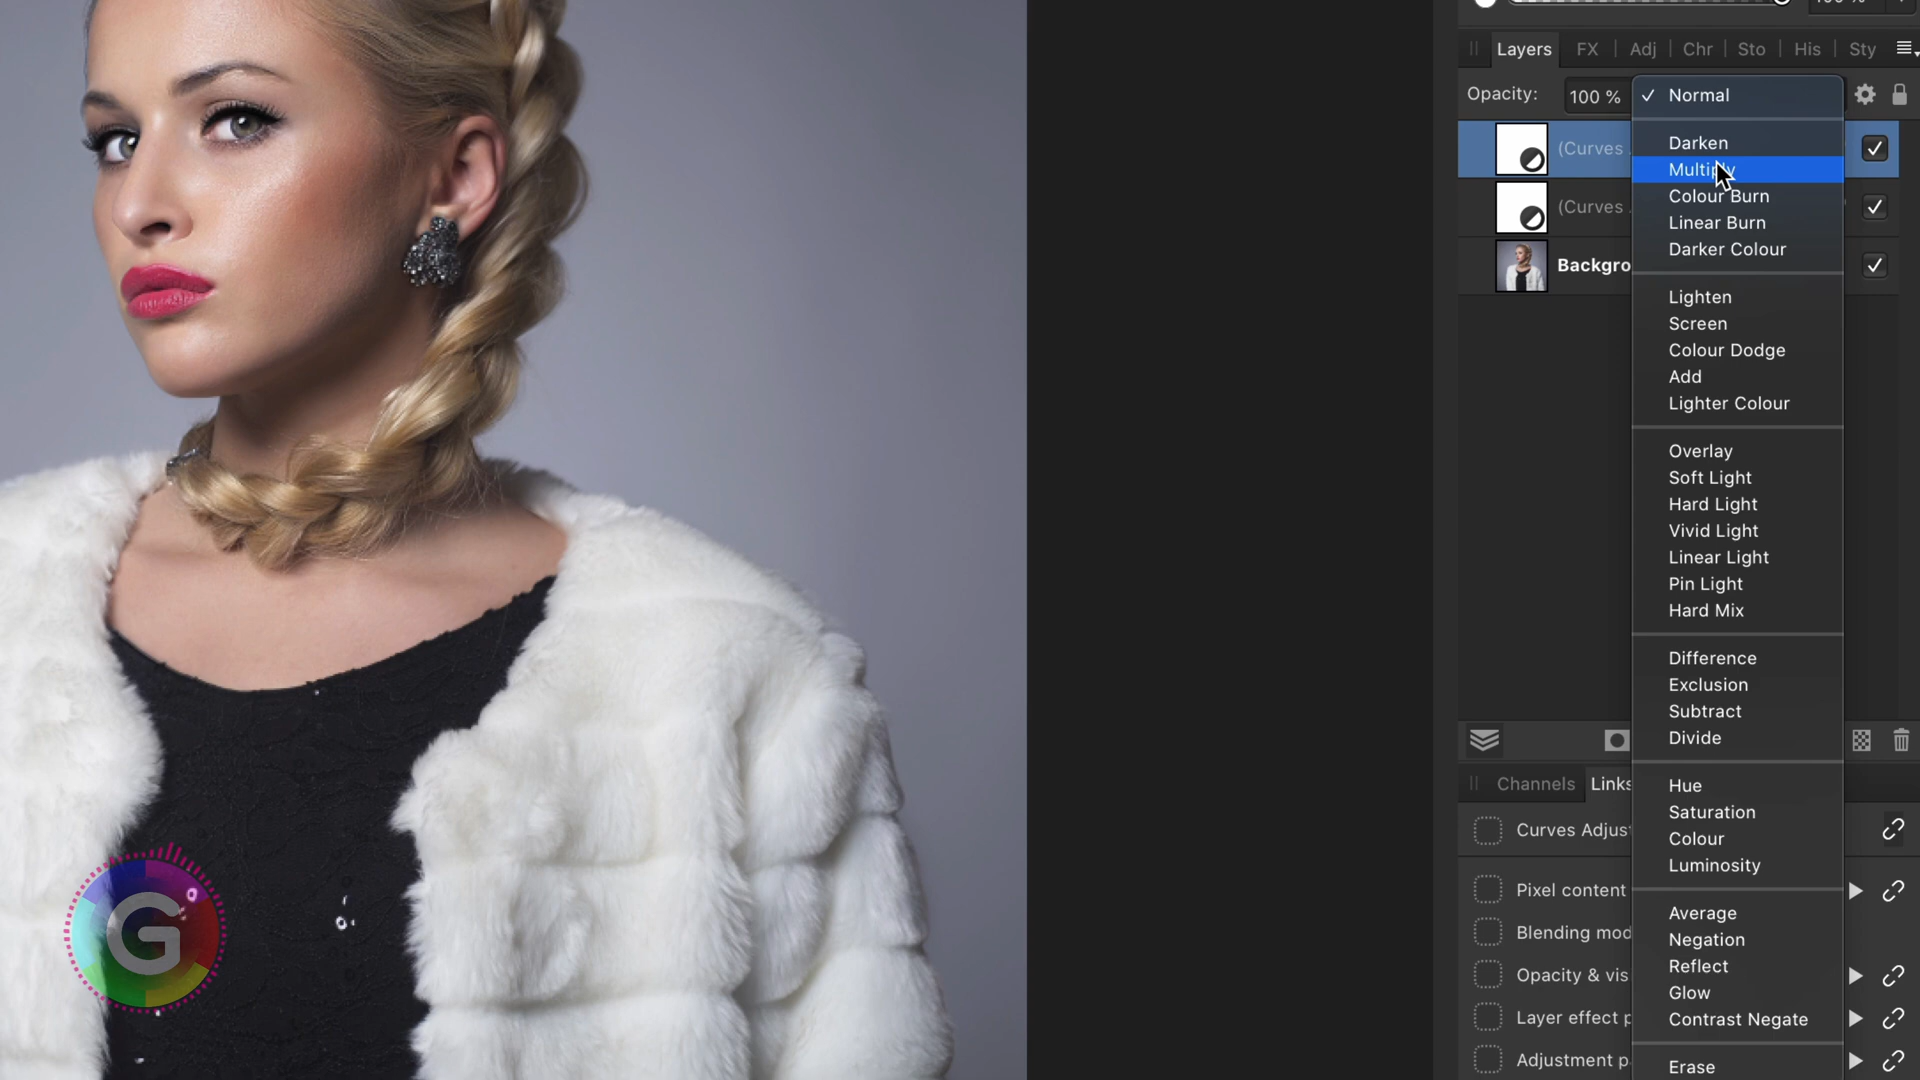 Layers FX Adj Chr Sto His Sty
Opacity: 100 %
Normal
(Curves
Darken
Multiply
Colour Burn
(Curves
Linear Burn
Darker Colour
Backgro
Lighten
Screen
Colour Dodge
Add
Lighter Colour
Overlay
Soft Light
Hard Light
Vivid Light
Linear Light
Pin Light
Hard Mix
Difference
Exclusion
Subtract
Divide
Channels Links
Hue
Saturation
Curves Adjus
Colour
Luminosity
Pixel content
Average
Blending mod
Negation
Reflect
Opacity & vis
Glow
Layer effect p
Contrast Negate
Adjustment p
Erase
G